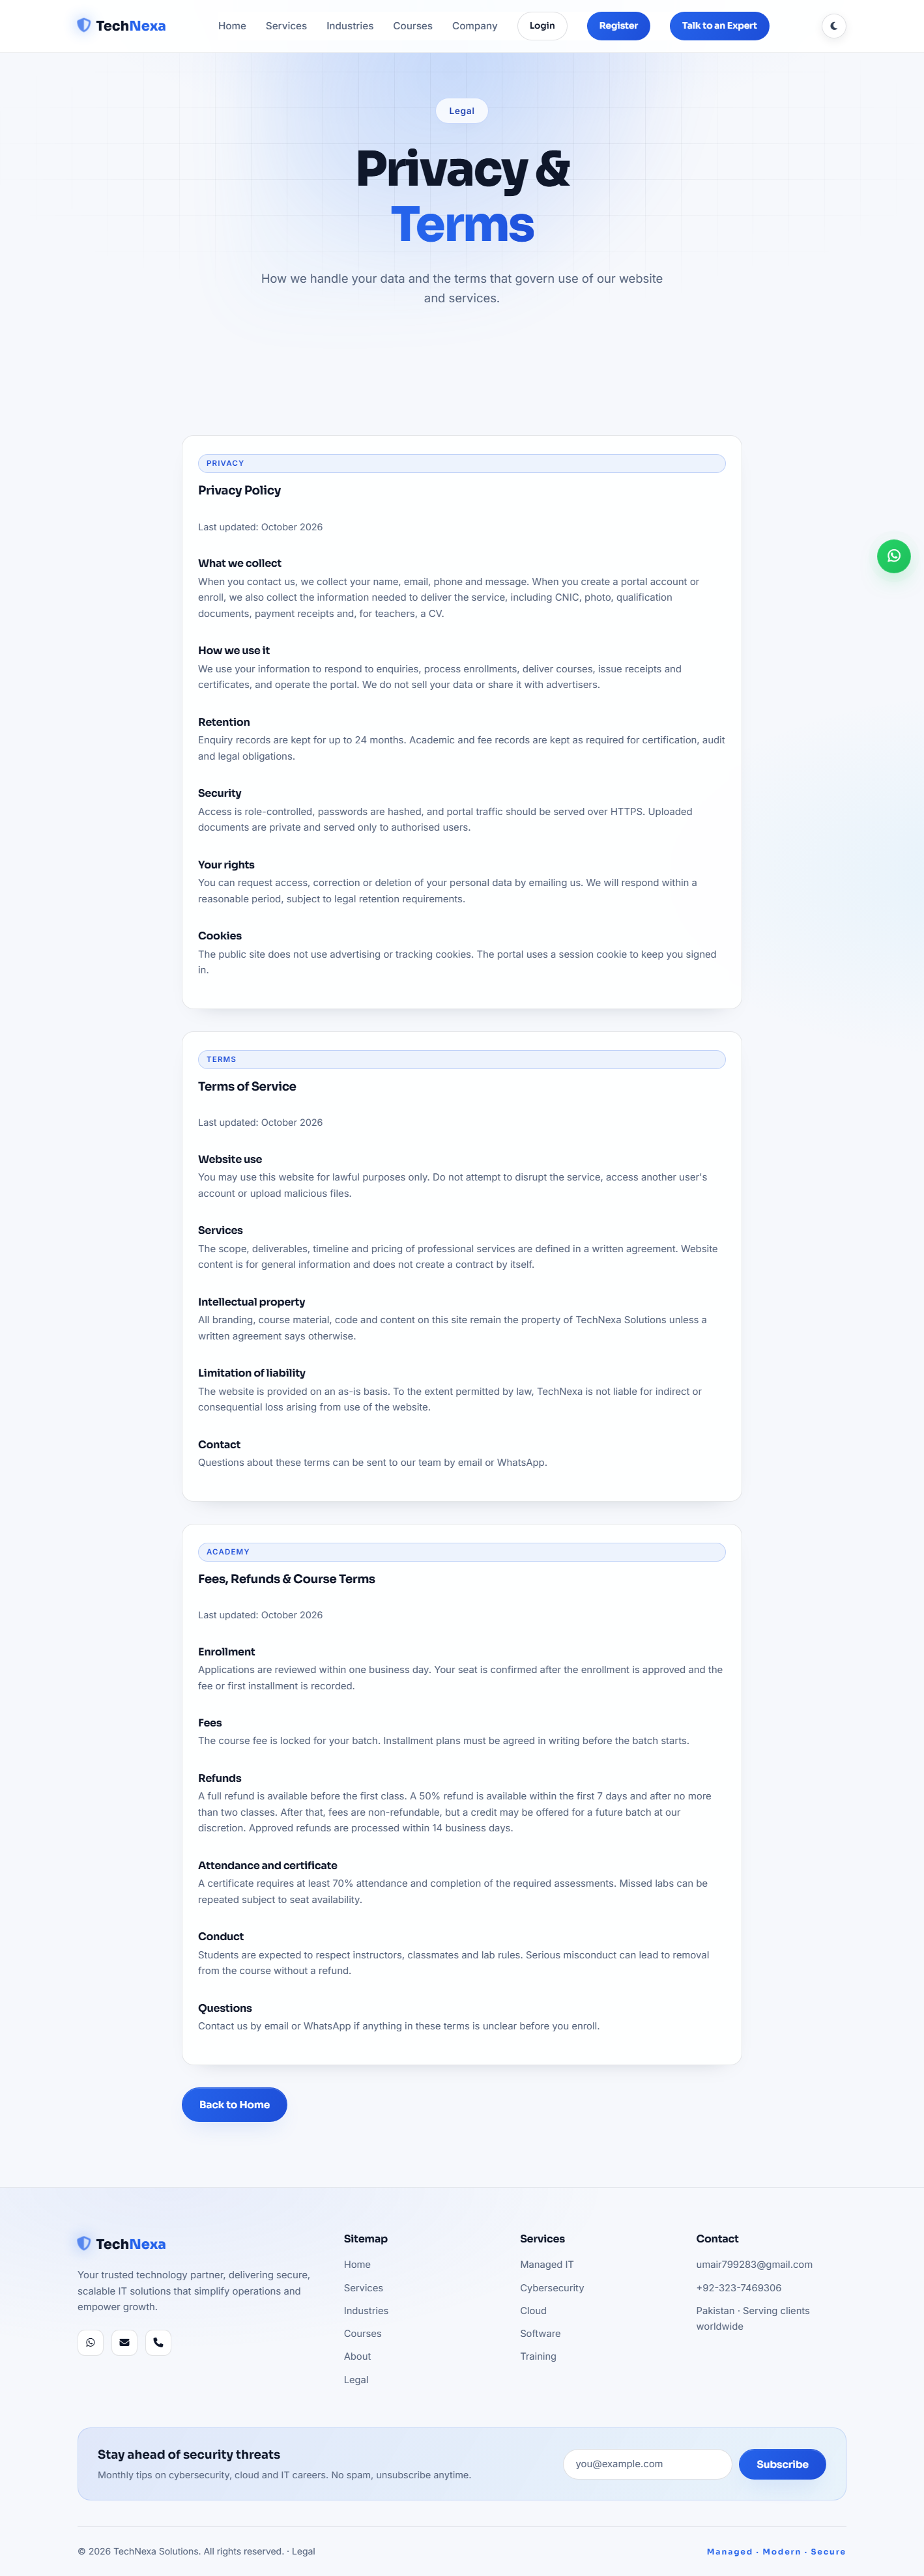 TechNexa
Home Services Industries Courses Company Login Register Talk to an Expert
Legal
Privacy &
Terms
How we handle your data and the terms that govern use of our website
and services.
PRIVACY
Privacy Policy
Last updated: October 2026
What we collect
When you contact us, we collect your name, email, phone and message. When you create a portal account or
enroll, we also collect the information needed to deliver the service, including CNIC, photo, qualification
documents, payment receipts and, for teachers, a CV.
How we use it
We use your information to respond to enquiries, process enrollments, deliver courses, issue receipts and
certificates, and operate the portal. We do not sell your data or share it with advertisers.
Retention
Enquiry records are kept for up to 24 months. Academic and fee records are kept as required for certification, audit
and legal obligations.
Security
Access is role-controlled, passwords are hashed, and portal traffic should be served over HTTPS. Uploaded
documents are private and served only to authorised users.
Your rights
You can request access, correction or deletion of your personal data by emailing us. We will respond within a
reasonable period, subject to legal retention requirements.
Cookies
The public site does not use advertising or tracking cookies. The portal uses a session cookie to keep you signed
in.
TERMS
Terms of Service
Last updated: October 2026
Website use
You may use this website for lawful purposes only. Do not attempt to disrupt the service, access another user's
account or upload malicious files.
Services
The scope, deliverables, timeline and pricing of professional services are defined in a written agreement. Website
content is for general information and does not create a contract by itself.
Intellectual property
All branding, course material, code and content on this site remain the property of TechNexa Solutions unless a
written agreement says otherwise.
Limitation of liability
The website is provided on an as-is basis. To the extent permitted by law, TechNexa is not liable for indirect or
consequential loss arising from use of the website.
Contact
Questions about these terms can be sent to our team by email or WhatsApp.
ACADEMY
Fees, Refunds & Course Terms
Last updated: October 2026
Enrollment
Applications are reviewed within one business day. Your seat is confirmed after the enrollment is approved and the
fee or first installment is recorded.
Fees
The course fee is locked for your batch. Installment plans must be agreed in writing before the batch starts.
Refunds
A full refund is available before the first class. A 50% refund is available within the first 7 days and after no more
than two classes. After that, fees are non-refundable, but a credit may be offered for a future batch at our
discretion. Approved refunds are processed within 14 business days.
Attendance and certificate
A certificate requires at least 70% attendance and completion of the required assessments. Missed labs can be
repeated subject to seat availability.
Conduct
Students are expected to respect instructors, classmates and lab rules. Serious misconduct can lead to removal
from the course without a refund.
Questions
Contact us by email or WhatsApp if anything in these terms is unclear before you enroll.
Back to Home
TechNexa
Your trusted technology partner, delivering secure,
scalable IT solutions that simplify operations and
empower growth.
Sitemap
Home
Services
Industries
Courses
About
Legal
Services
Managed IT
Cybersecurity
Cloud
Software
Training
Contact
umair799283@gmail.com
+92-323-7469306
Pakistan · Serving clients
worldwide
Stay ahead of security threats
Monthly tips on cybersecurity, cloud and IT careers. No spam, unsubscribe anytime.
you@example.com
Subscribe
© 2026 TechNexa Solutions. All rights reserved. · Legal
Managed · Modern · Secure